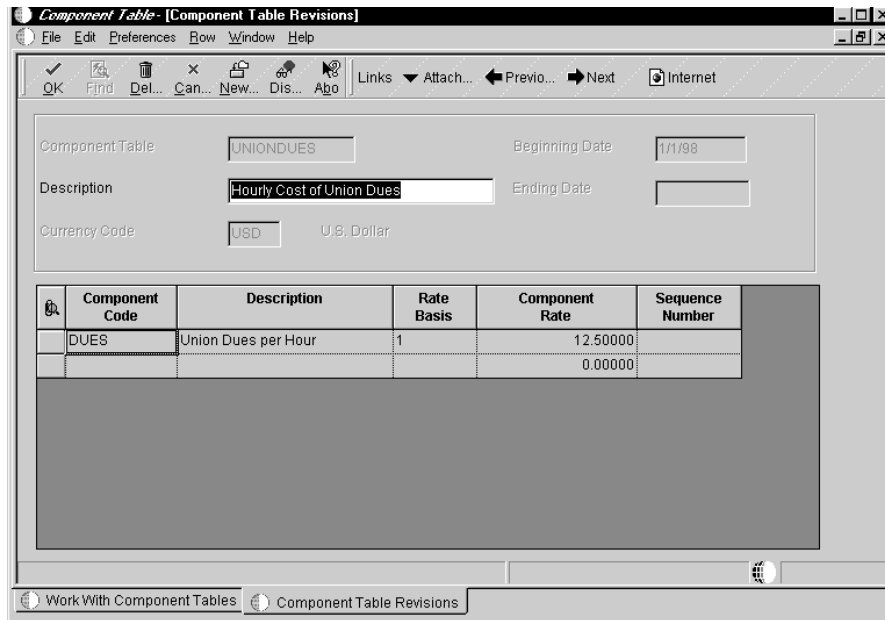 Component Table - [Component Table Revisions]
File Edit Preferences Row Window Help
OK Find Del... Can... New... Dis... Abo Links Attach... Previo... Next Internet
Component Table UNIONDUES Beginning Date 1/1/98
Description Hourly Cost of Union Dues Ending Date
Currency Code USD U.S. Dollar
Component Code Description Rate Basis Component Rate Sequence Number
DUES Union Dues per Hour 1 12.50000
0.00000
Work With Component Tables Component Table Revisions